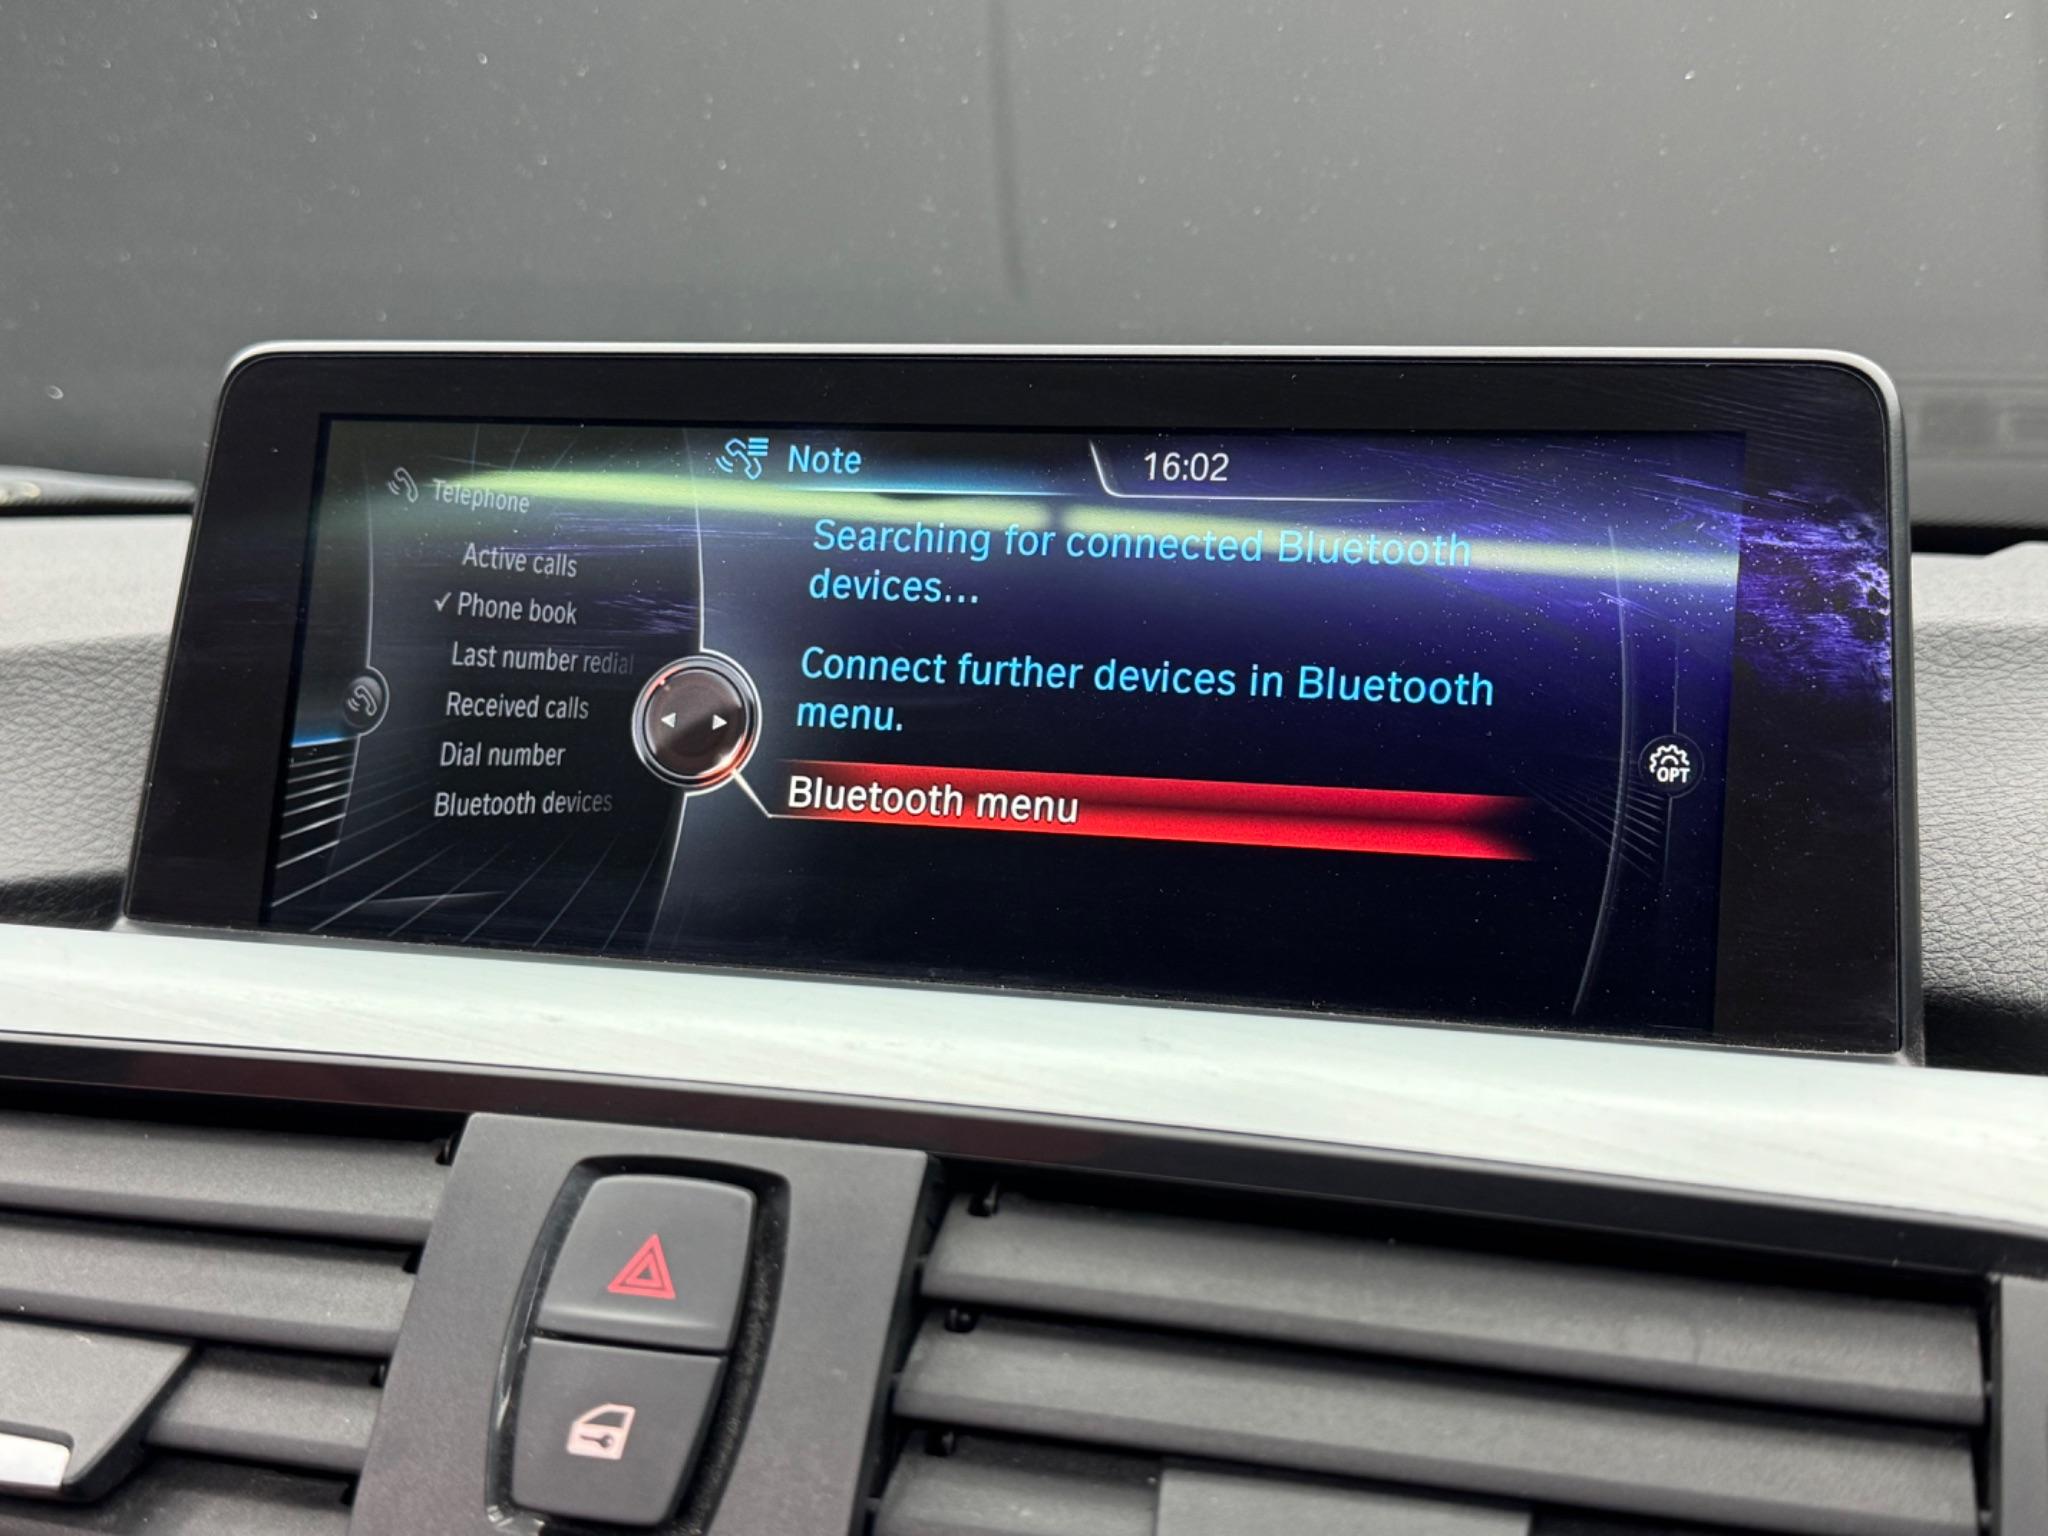 Note
16:02
Telephone
Active calls
✓ Phone book
Last number redial
Received calls
Dial number
Bluetooth devices
Searching for connected Bluetooth
devices...
Connect further devices in Bluetooth
menu.
Bluetooth menu
OPT